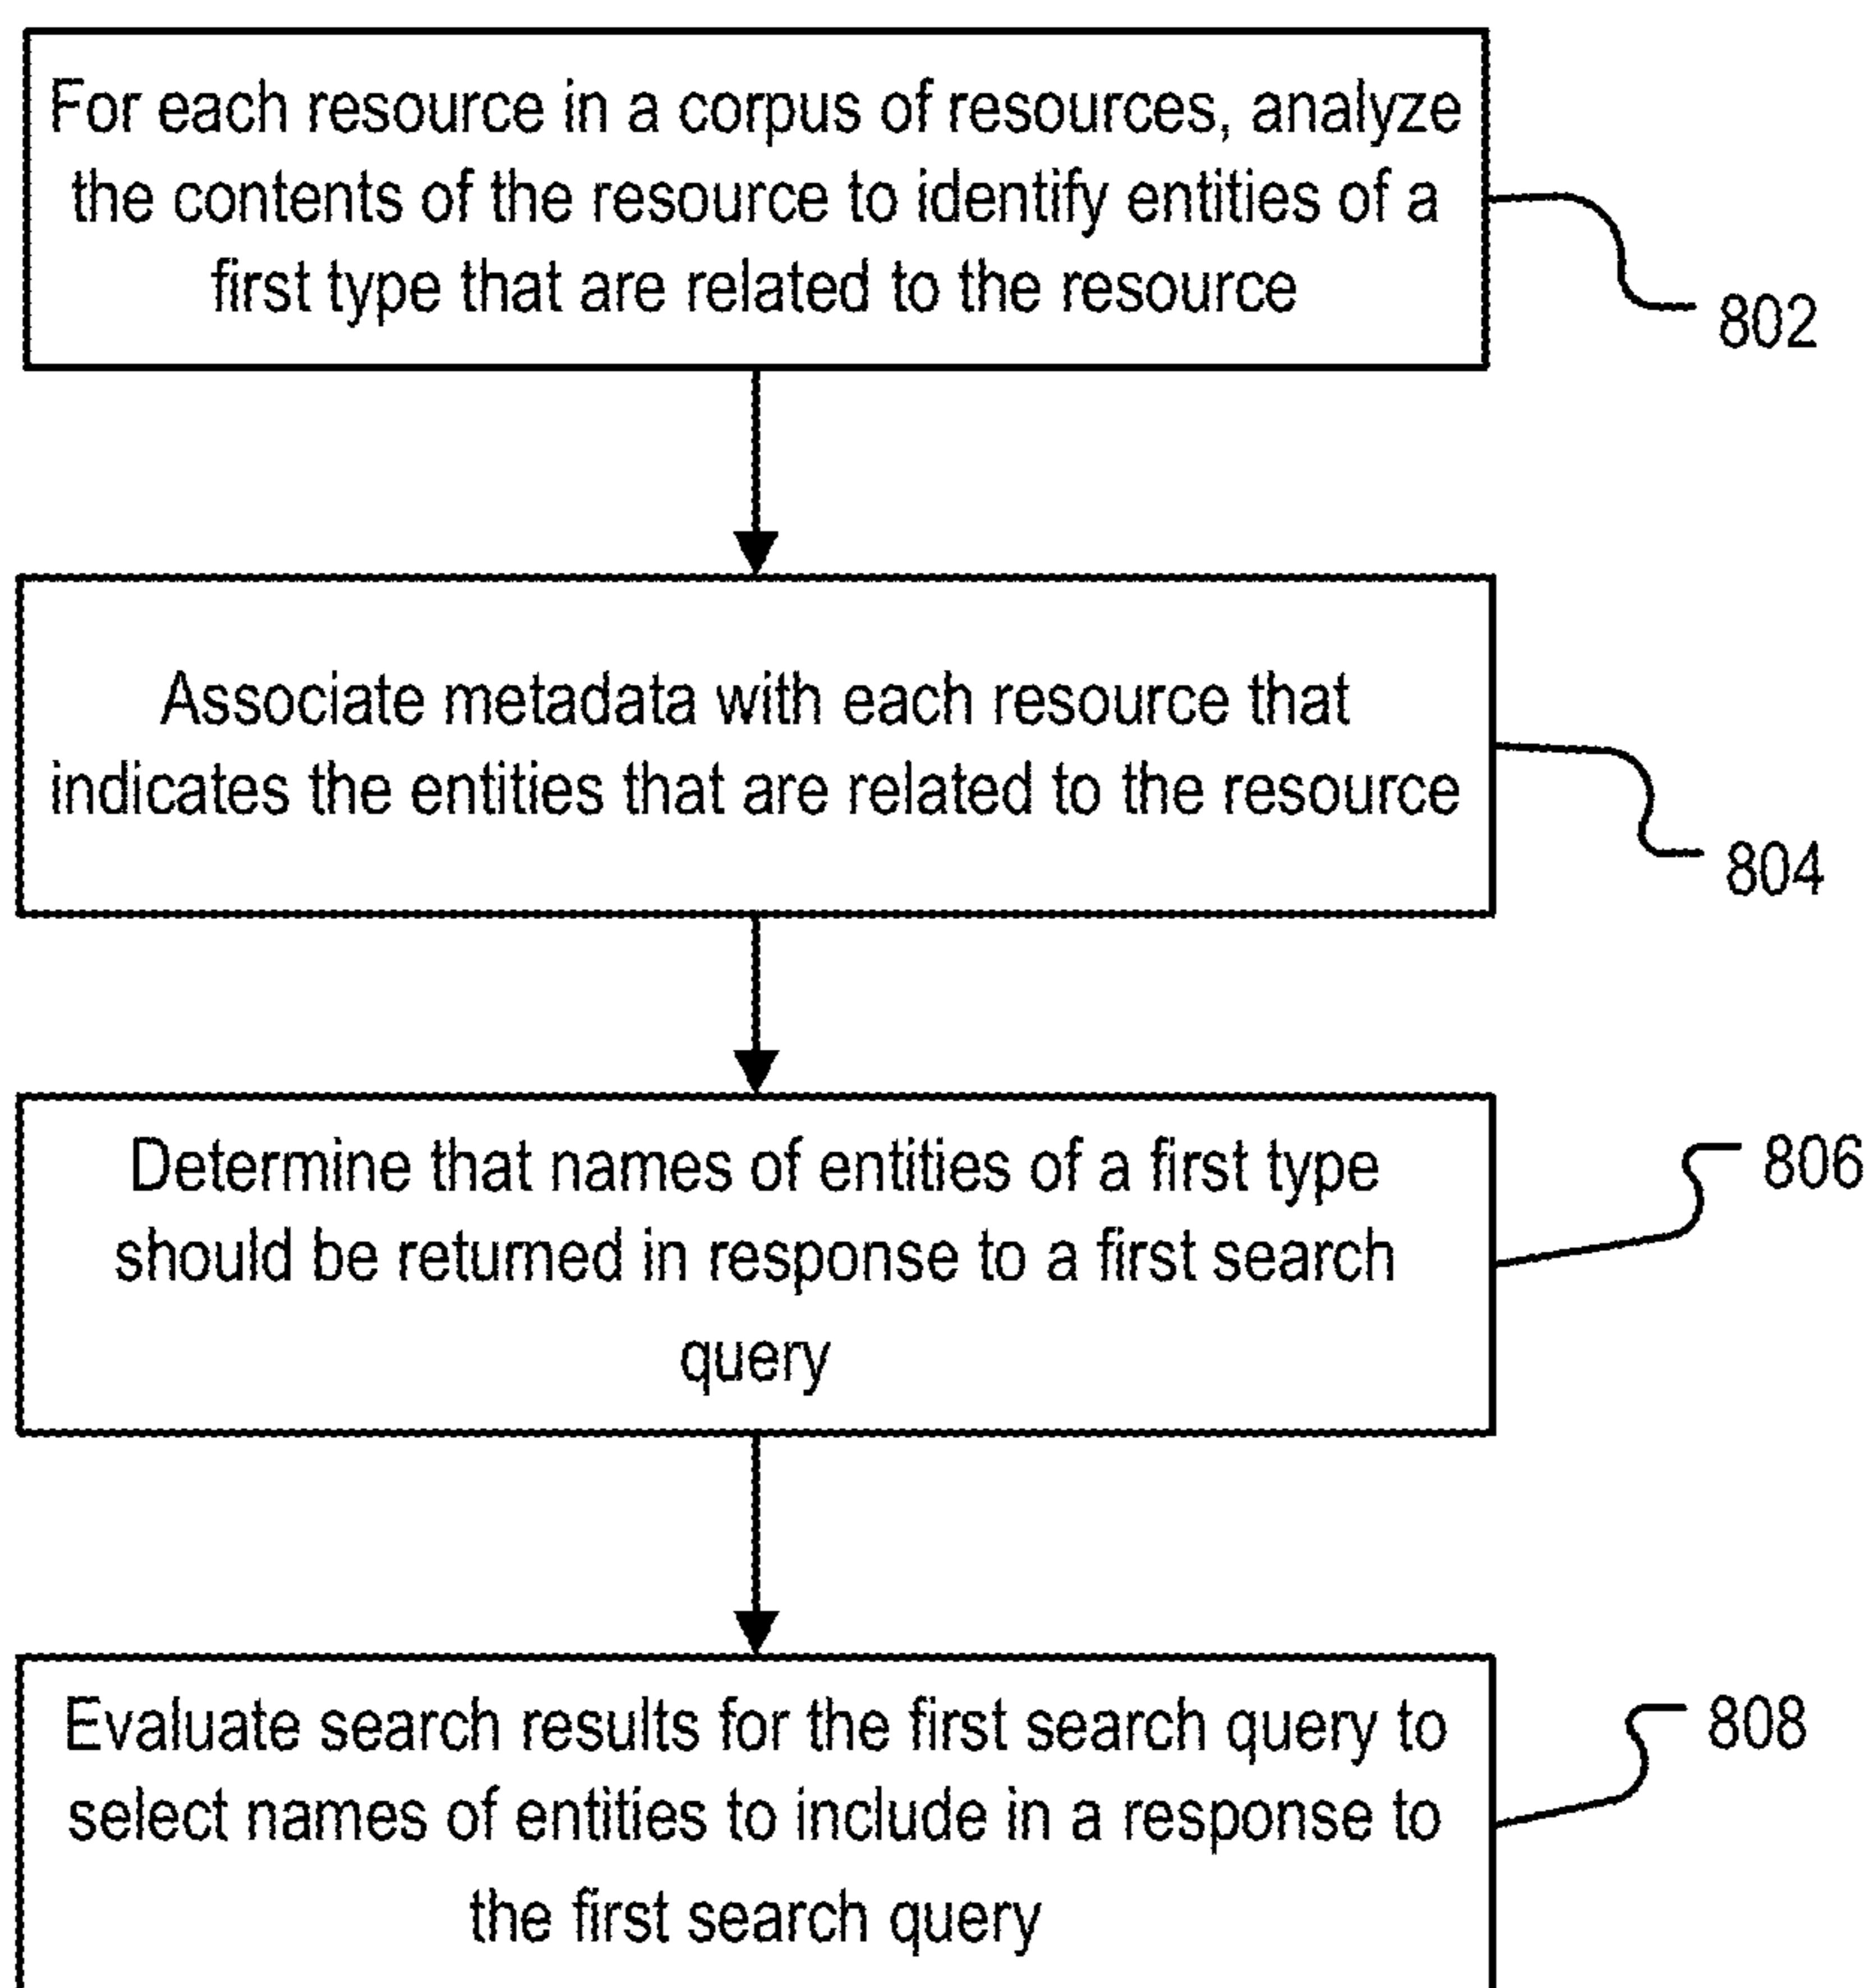 For each resource in a corpus of resources, analyze
the contents of the resource to identify entities of a
first type that are related to the resource
802
Associate metadata with each resource that
indicates the entities that are related to the resource
804
Determine that names of entities of a first type
should be returned in response to a first search
query
806
Evaluate search results for the first search query to
select names of entities to include in a response to
the first search query
808